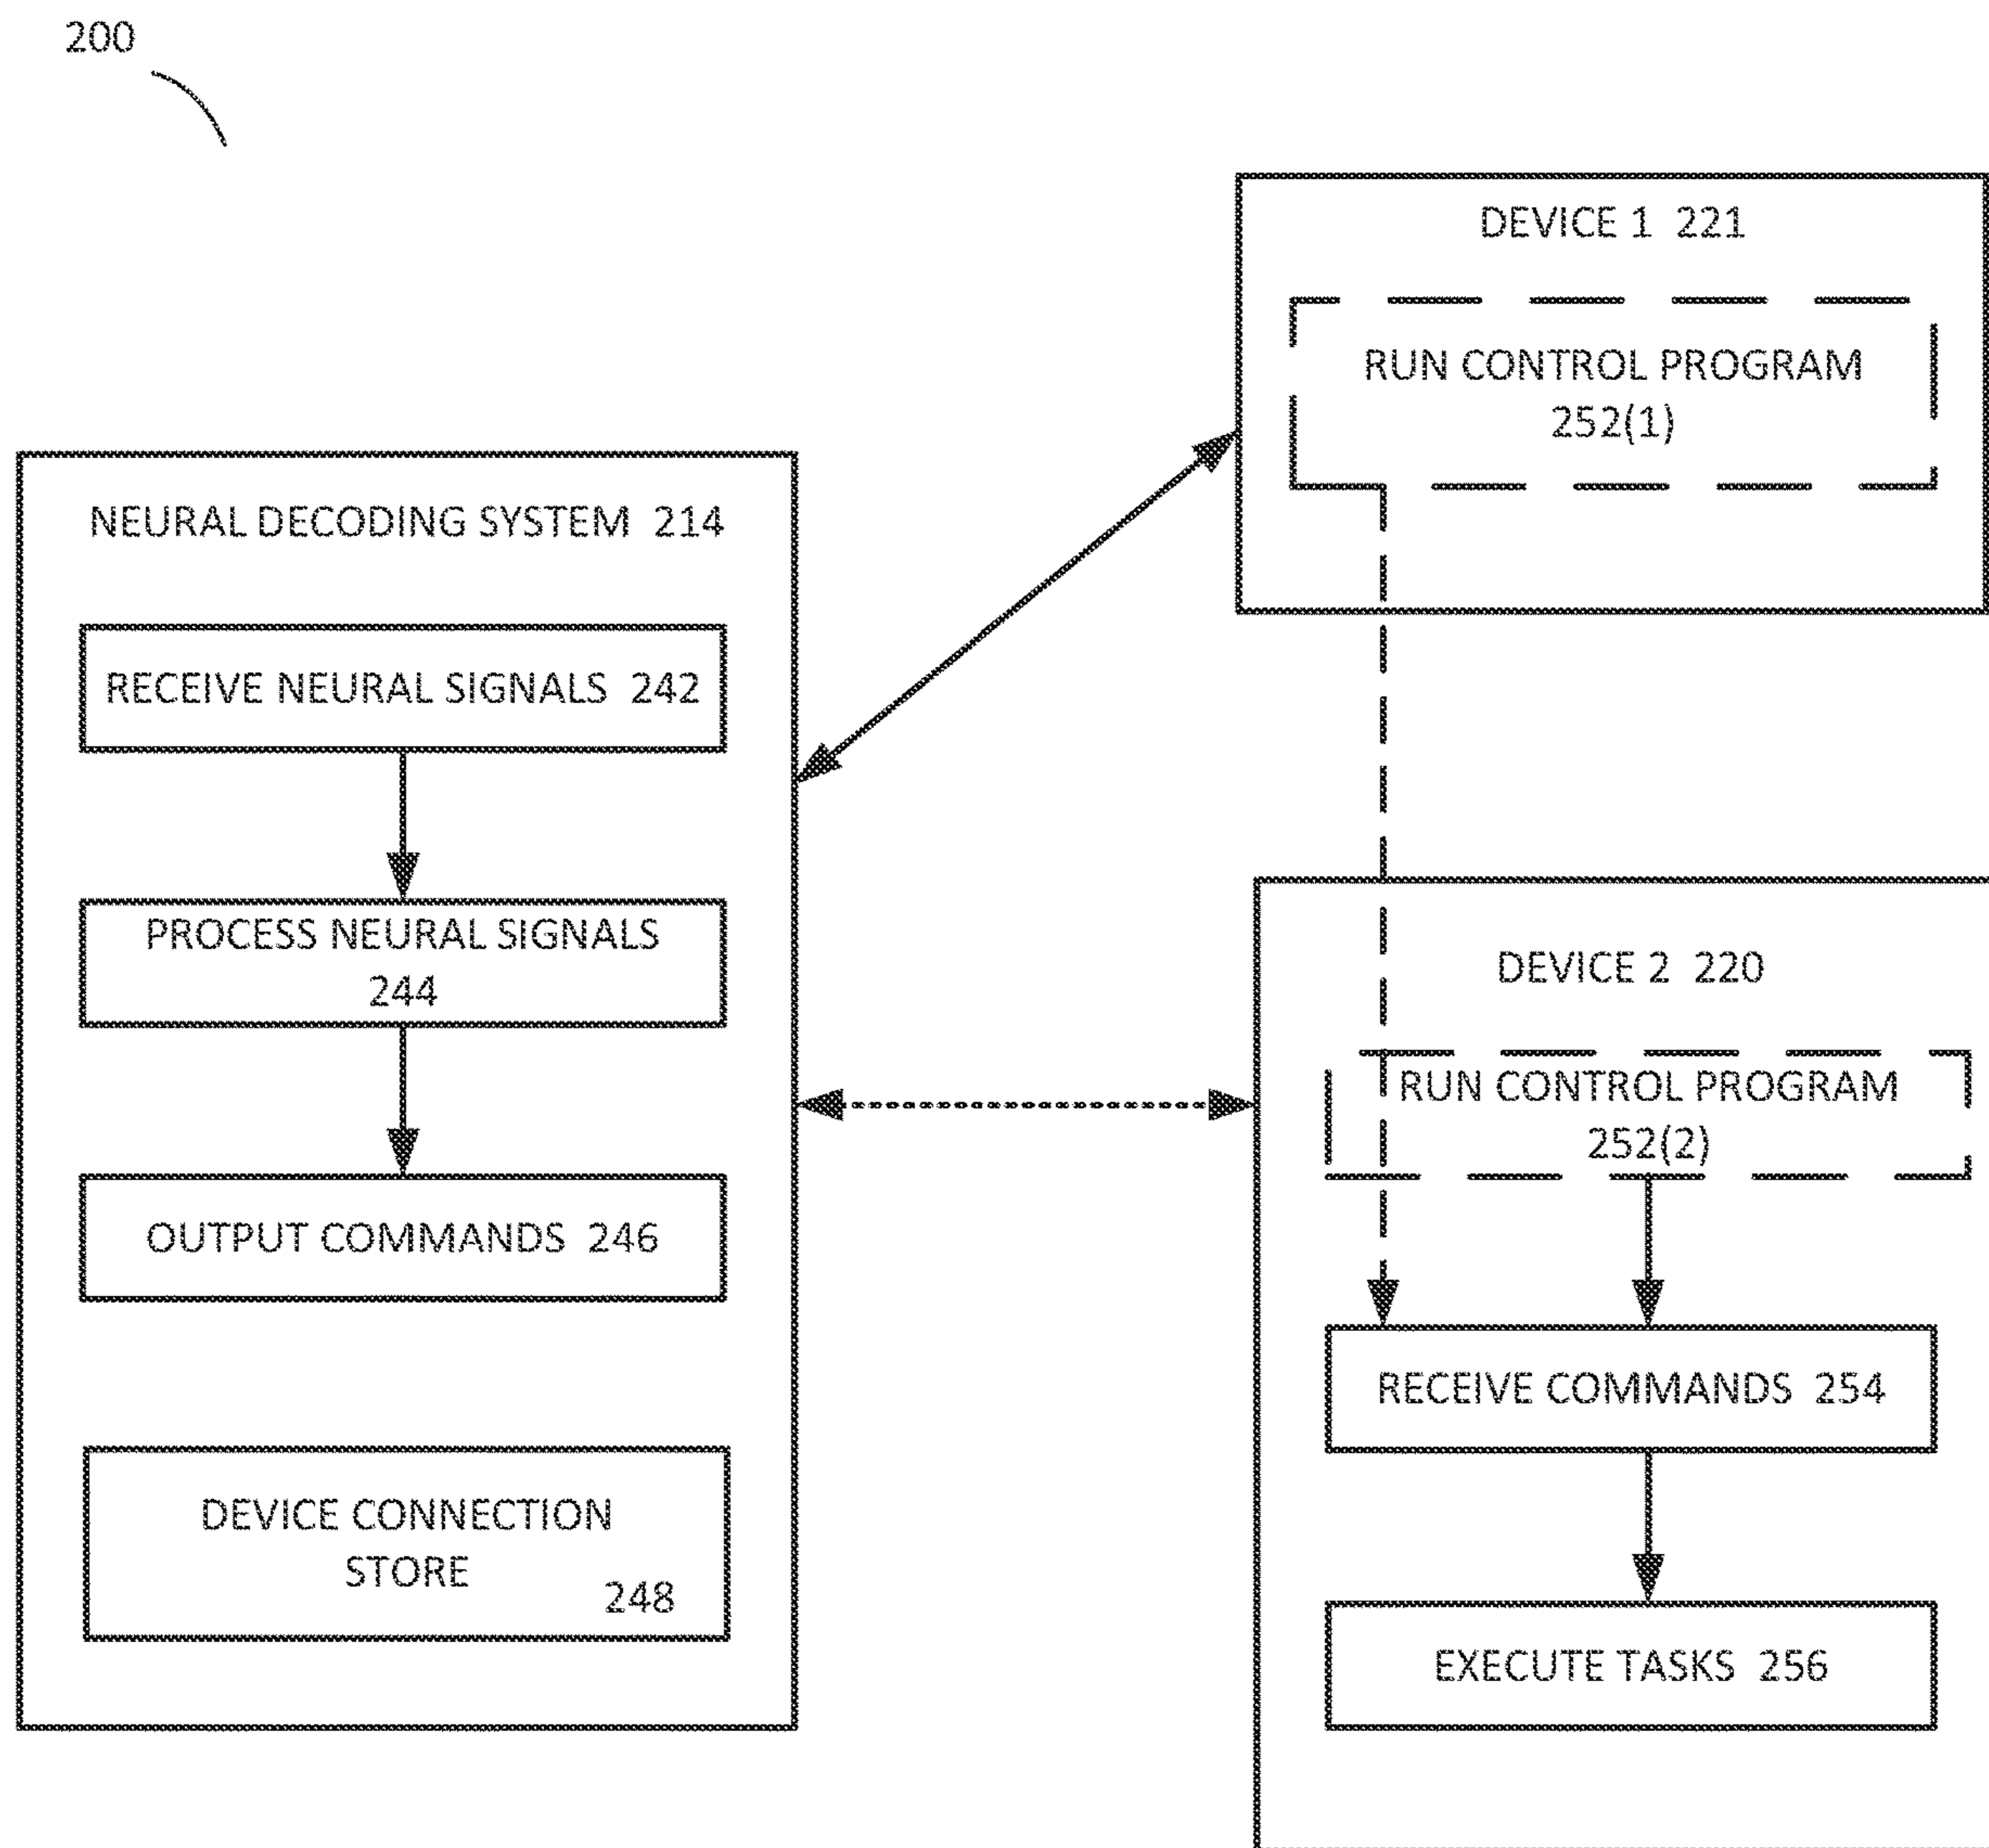 200
DEVICE 1 221
RUN CONTROL PROGRAM
252(1)
NEURAL DECODING SYSTEM 214
RECEIVE NEURAL SIGNALS 242
PROCESS NEURAL SIGNALS
244
OUTPUT COMMANDS 246
DEVICE CONNECTION
STORE
248
DEVICE 2 220
RUN CONTROL PROGRAM
252(2)
RECEIVE COMMANDS 254
EXECUTE TASKS 256